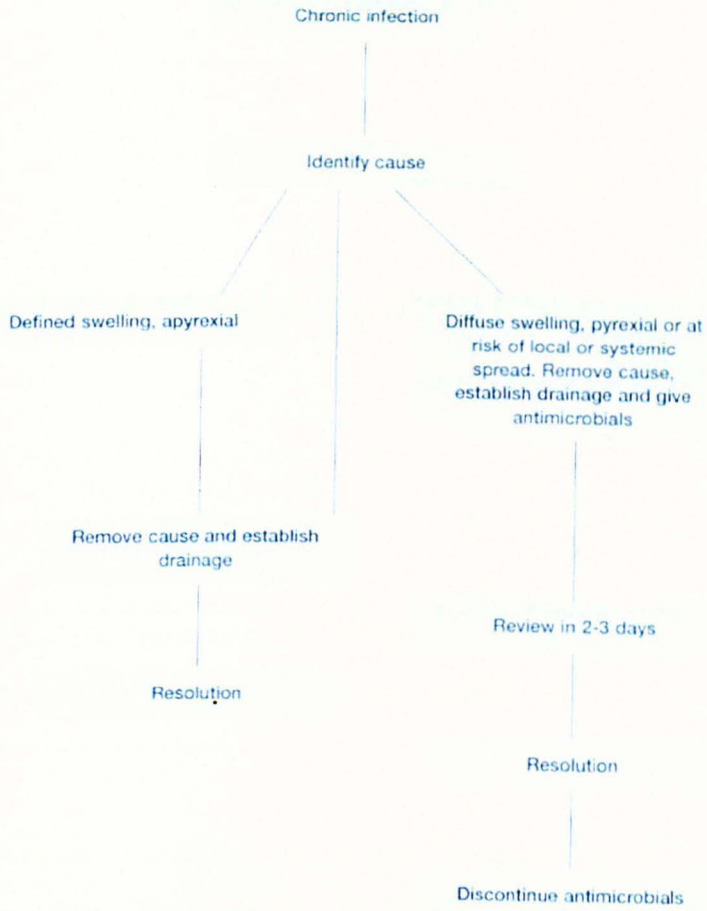 Chronic infection
Identify cause
Defined swelling, apyrexial
Diffuse swelling, pyrexial or at
risk of local or systemic
spread. Remove cause,
establish drainage and give
antimicrobials
Remove cause and establish
drainage
Review in 2-3 days
Resolution
Resolution
Discontinue antimicrobials